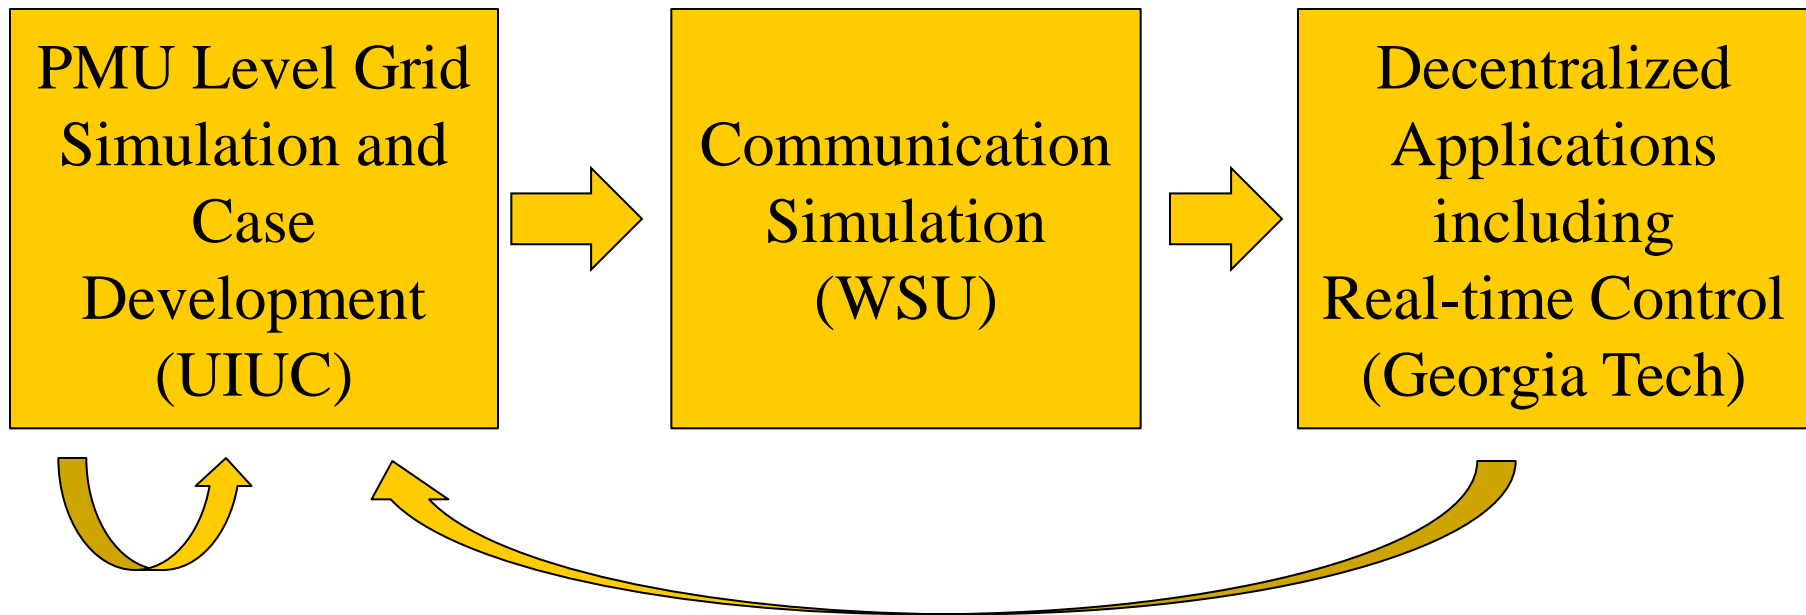 PMU Level Grid
Simulation and
Case
Development
(UIUC)
Communication
Simulation
(WSU)
Decentralized
Applications
including
Real-time Control
(Georgia Tech)